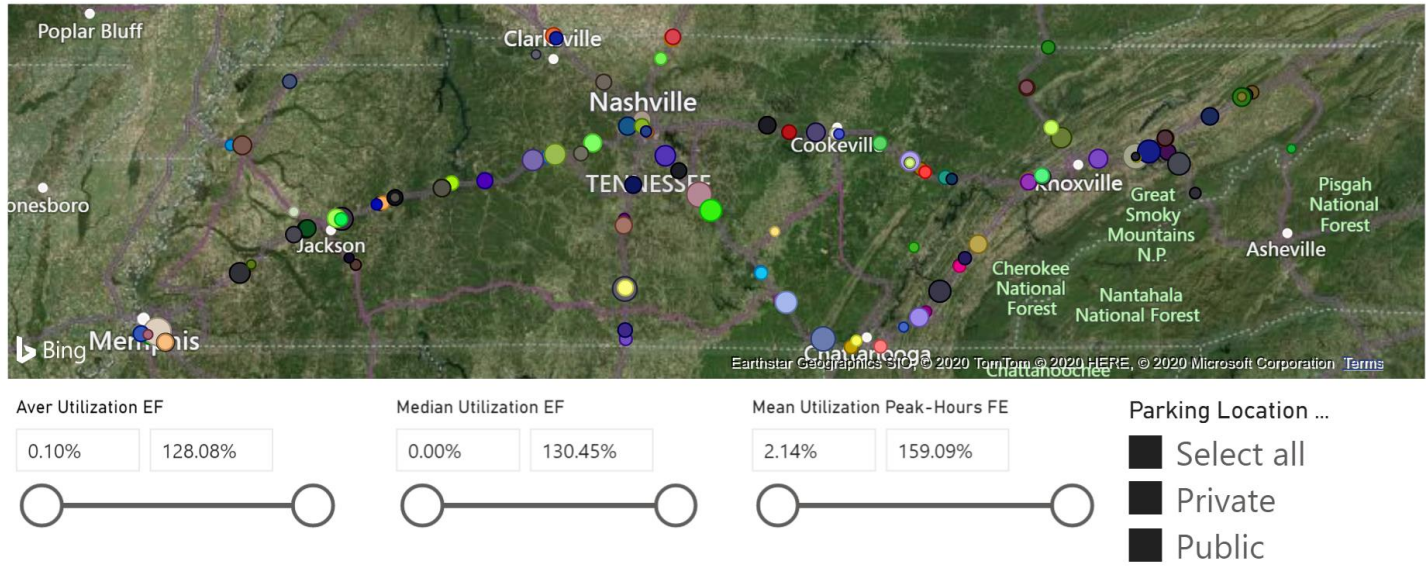 Poplar Bluff
Clarksville
Nashville
Cookeville
TENNESSEE
Knoxville
onesboro
Great
Smoky
Mountains
N.P.
Pisgah
National
Forest
Jackson
Asheville
Cherokee
National
Forest
Nantahala
National Forest
Memphis
Bing
Chattanooga
Earthstar Geographics SIO, © 2020 TomTom © 2020 HERE, © 2020 Microsoft Corporation Terms
Chattahoochee
Aver Utilization EF
0.10% 128.08%
Median Utilization EF
0.00% 130.45%
Mean Utilization Peak-Hours FE
2.14% 159.09%
Parking Location ...
Select all
Private
Public